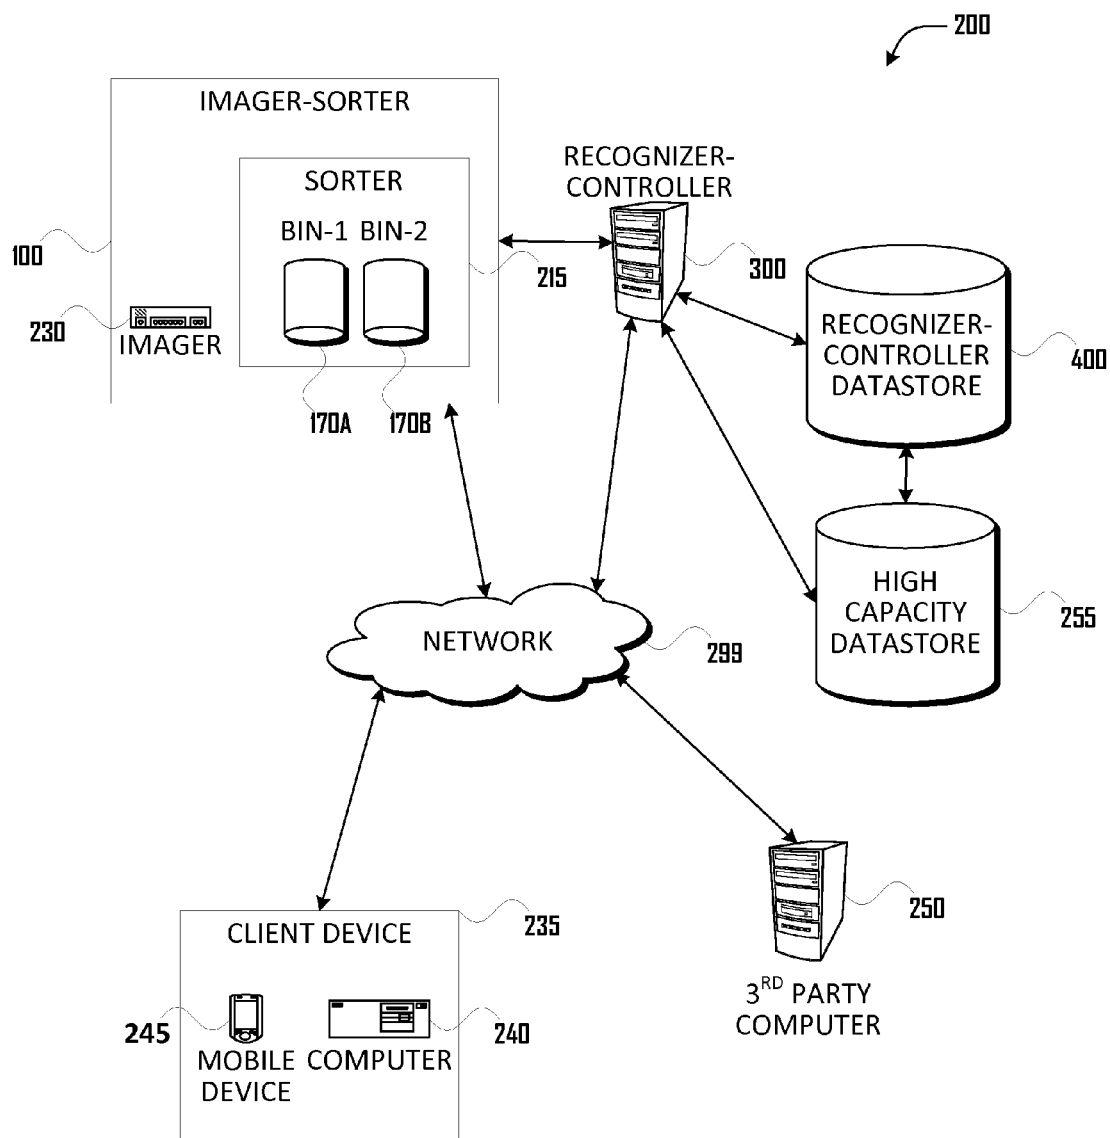 200
IMAGER-SORTER
SORTER
BIN-1 BIN-2
100
215
230
IMAGER
170A
170B
RECOGNIZER-
CONTROLLER
300
RECOGNIZER-
CONTROLLER
DATASTORE
400
HIGH
CAPACITY
DATASTORE
255
NETWORK
299
CLIENT DEVICE
235
245
MOBILE
DEVICE
COMPUTER
240
250
3RD PARTY
COMPUTER